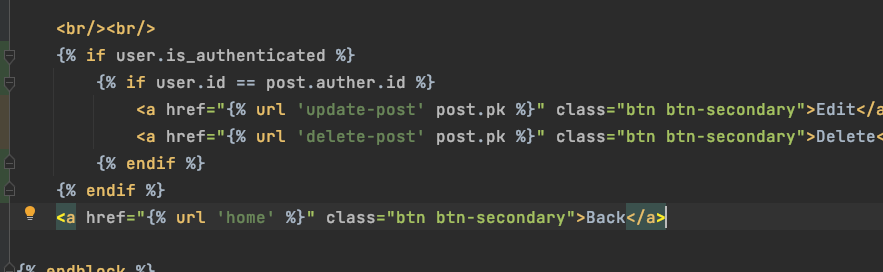 <br/><br/>
{% if user.is_authenticated %}
{% if user.id == post.auther.id %}
<a href="{% url 'update-post' post.pk %}" class="btn btn-secondary">Edit</a
<a href="{% url 'delete-post' post.pk %}" class="btn btn-secondary">Delete<
{% endif %}
{% endif %}
<a href="{% url 'home' %}" class="btn btn-secondary">Back</a>
{% endblock %}